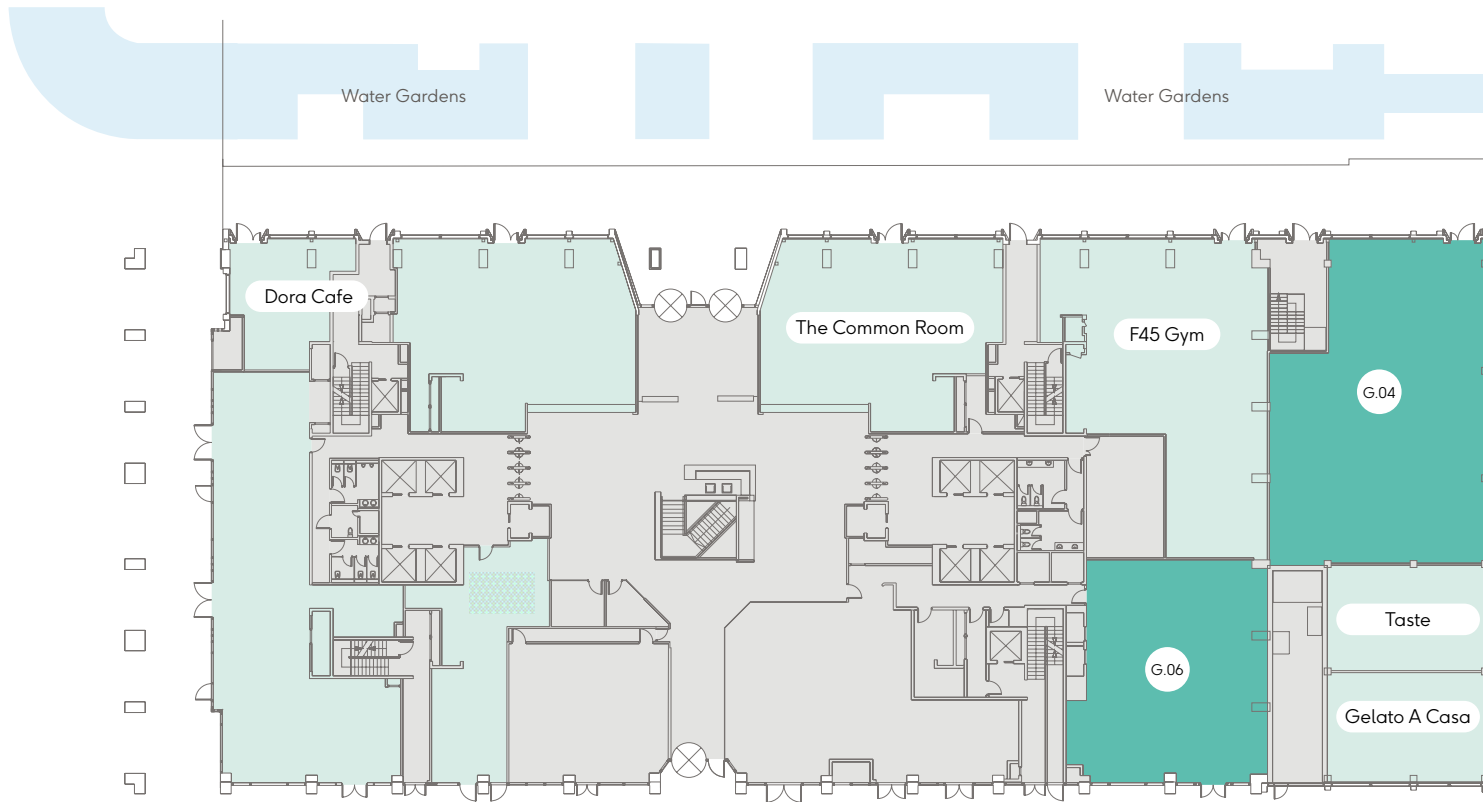 Water Gardens
Water Gardens
Dora Cafe
The Common Room
F45 Gym
G.04
Taste
G.06
Gelato A Casa